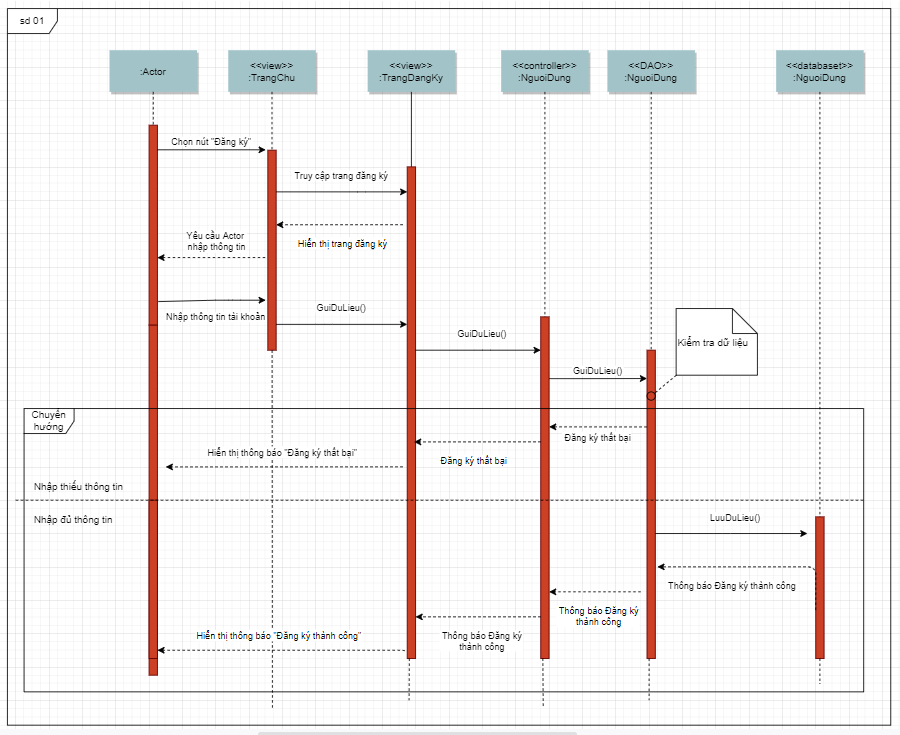 sd 01
:Actor
<<view>>
:TrangChu
<<view>>
:TrangDangKy
<<controller>>
:NguoiDung
<<DAO>>
:NguoiDung
<<databaset>>
:NguoiDung
Chọn nút "Đăng ký"
Truy cập trang đăng ký
Yêu cầu Actor
nhập thông tin
Hiển thị trang đăng ký
Nhập thông tin tài khoản
GuiDuLieu()
GuiDuLieu()
Kiểm tra dữ liệu
GuiDuLieu()
Chuyển
hướng
Đăng ký thất bại
Hiển thị thông báo "Đăng ký thất bại"
Đăng ký thất bại
Nhập thiếu thông tin
Nhập đủ thông tin
LuuDuLieu()
Thông báo Đăng ký thành công
Thông báo Đăng ký
thành công
Hiển thị thông báo "Đăng ký thành công"
Thông báo Đăng ký
thành công